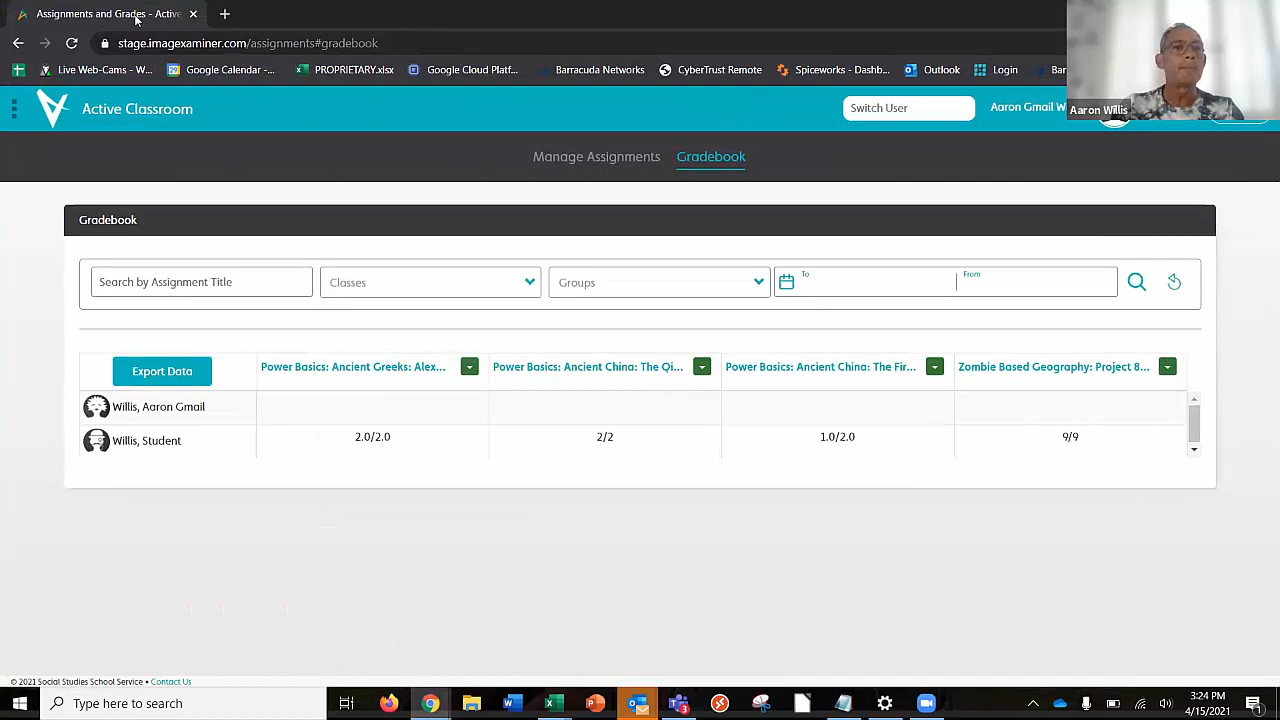 Assignments and Grades - Active
stage.imagexaminer.com/assignments#gradebook
Live Web-Cams - W...
Google Calendar -...
PROPRIETARY.xlsx
Google Cloud Platf...
Barracuda Networks
CyberTrust Remote
Spiceworks - Dashb...
Outlook
Login
Bar
Active Classroom
Switch User
Aaron Gmail W
Aaron Willis
Manage Assignments
Gradebook
Gradebook
Search by Assignment Title
Classes
Groups
To
From
Export Data
Power Basics: Ancient Greeks: Alex...
Power Basics: Ancient China: The Qi...
Power Basics: Ancient China: The Fir...
Zombie Based Geography: Project 8...
Willis, Aaron Gmail
Willis, Student
2.0/2.0
2/2
1.0/2.0
9/9
© 2021 Social Studies School Service • Contact Us
Type here to search
3:24 PM
4/15/2021